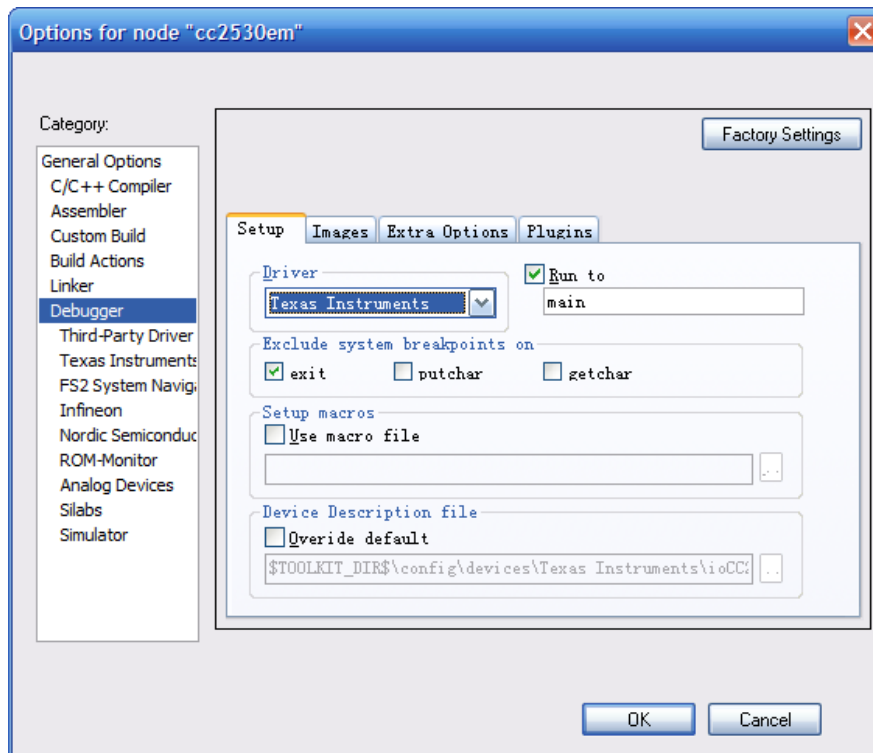 Options for node "cc2530em"
Category:
General Options
C/C++ Compiler
Assembler
Custom Build
Build Actions
Linker
Debugger
Third-Party Driver
Texas Instruments
FS2 System Naviga
Infineon
Nordic Semiconduc
ROM-Monitor
Analog Devices
Silabs
Simulator
Factory Settings
Setup Images Extra Options Plugins
Driver
Texas Instruments
Run to
main
Exclude system breakpoints on
exit putchar getchar
Setup macros
Use macro file
..
Device Description file
Overide default
$TOOLKIT_DIR$\config\devices\Texas Instruments\ioCC2
..
OK Cancel